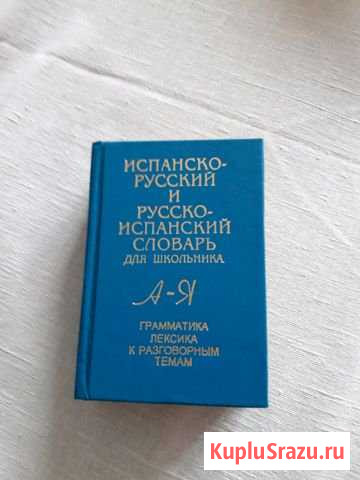 ИСПАНСКО-
РУССКИЙ И
РУССКО-
ИСПАНСКИЙ
СЛОВАРЬ
ДЛЯ ШКОЛЬНИКА
А-Я
ГРАММАТИКА
ЛЕКСИКА
К РАЗГОВОРНЫМ
ТЕМАМ
KupluSrazu.ru